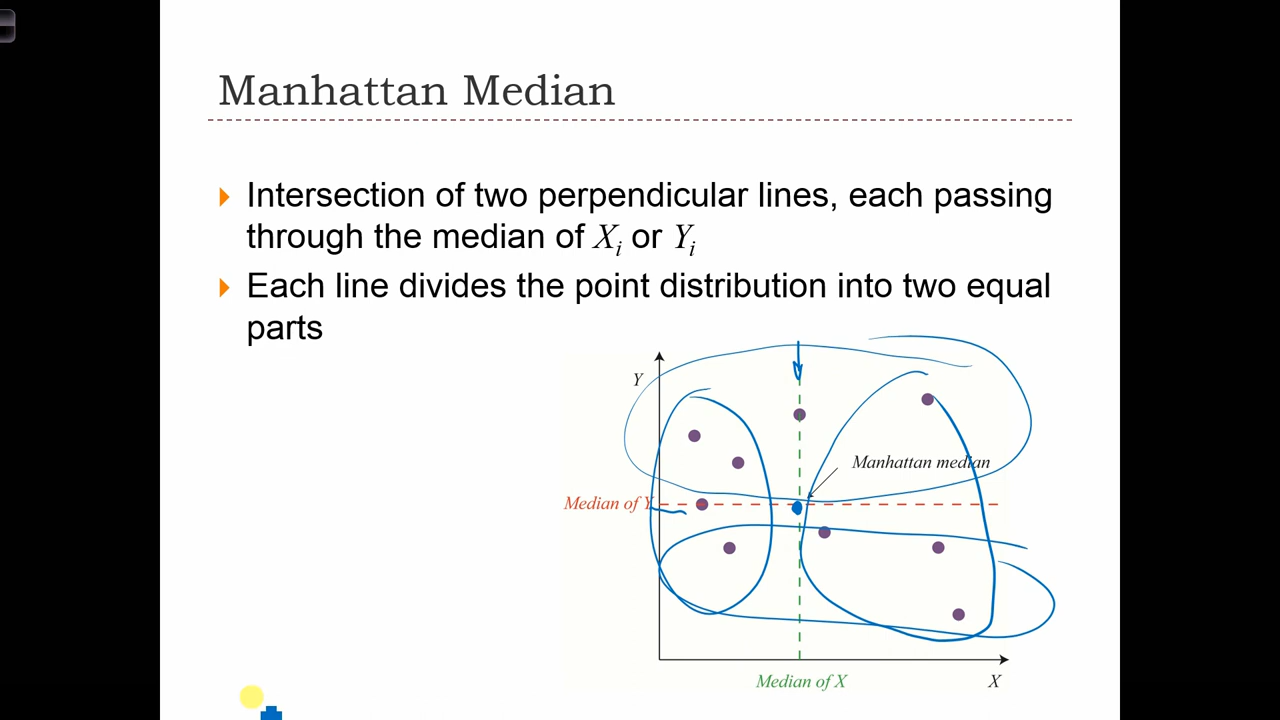 Manhattan Median
Intersection of two perpendicular lines, each passing
through the median of Xi or Yi
Each line divides the point distribution into two equal
parts
Y
Manhattan median
Median of Y
Median of X
X